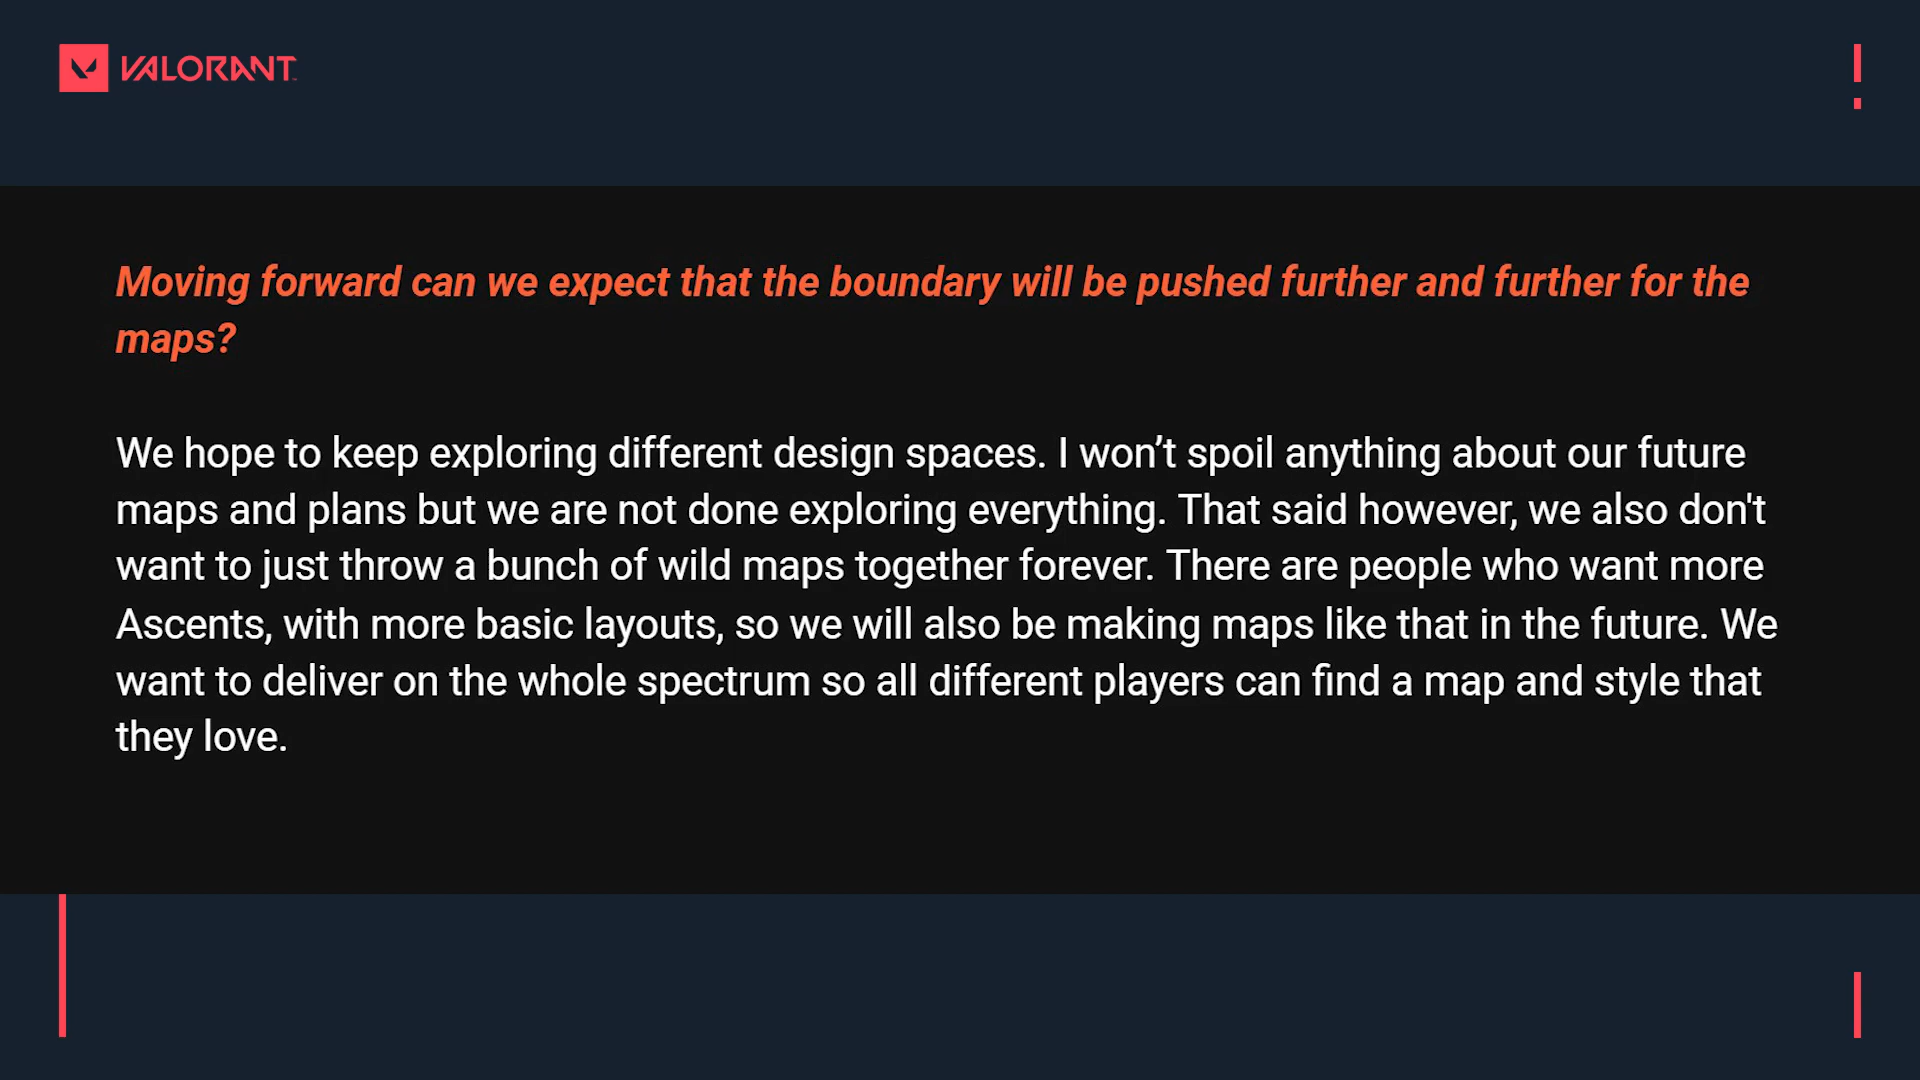 VALORANT
Moving forward can we expect that the boundary will be pushed further and further for the
maps?
We hope to keep exploring different design spaces. I won’t spoil anything about our future
maps and plans but we are not done exploring everything. That said however, we also don't
want to just throw a bunch of wild maps together forever. There are people who want more
Ascents, with more basic layouts, so we will also be making maps like that in the future. We
want to deliver on the whole spectrum so all different players can find a map and style that
they love.